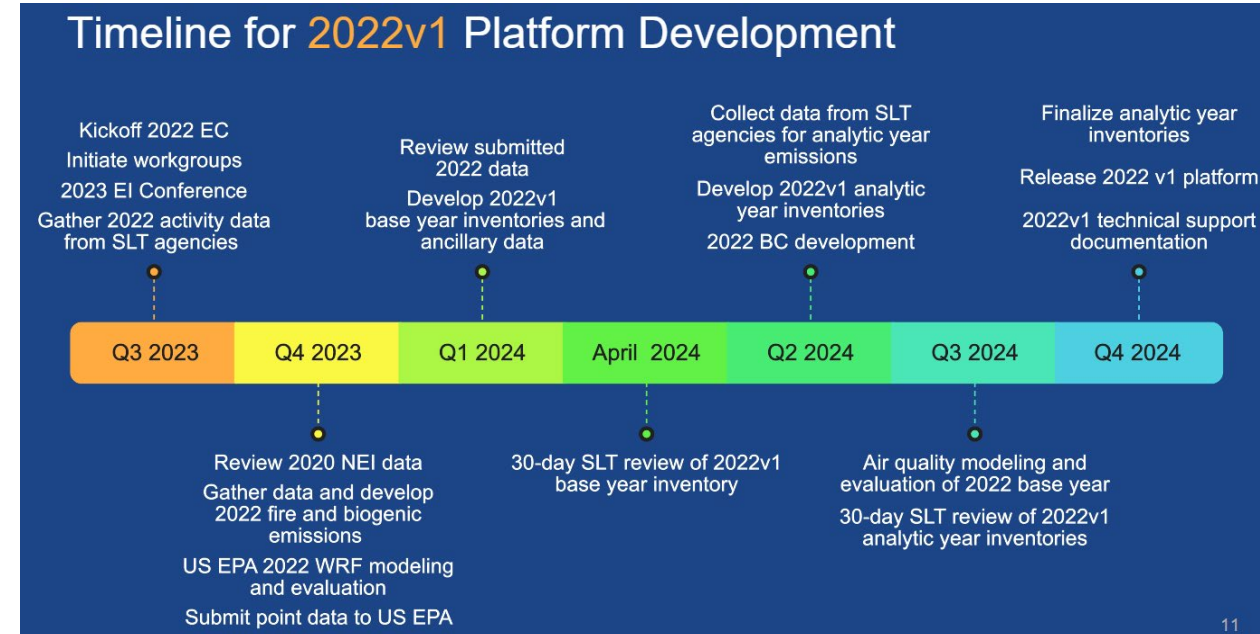 Timeline for 2022v1 Platform Development
Kickoff 2022 EC
Initiate workgroups
2023 EI Conference
Gather 2022 activity data
from SLT agencies
Review submitted
2022 data
Develop 2022v1
base year inventories and
ancillary data
Collect data from SLT
agencies for analytic year
emissions
Develop 2022v1 analytic
year inventories
2022 BC development
Finalize analytic year
inventories
Release 2022 v1 platform
2022v1 technical support
documentation
Q3 2023
Q4 2023
Q1 2024
April 2024
Q2 2024
Q3 2024
Q4 2024
Review 2020 NEI data
Gather data and develop
2022 fire and biogenic
emissions
US EPA 2022 WRF modeling
and evaluation
Submit point data to US EPA
30-day SLT review of 2022v1
base year inventory
Air quality modeling and
evaluation of 2022 base year
30-day SLT review of 2022v1
analytic year inventories
11